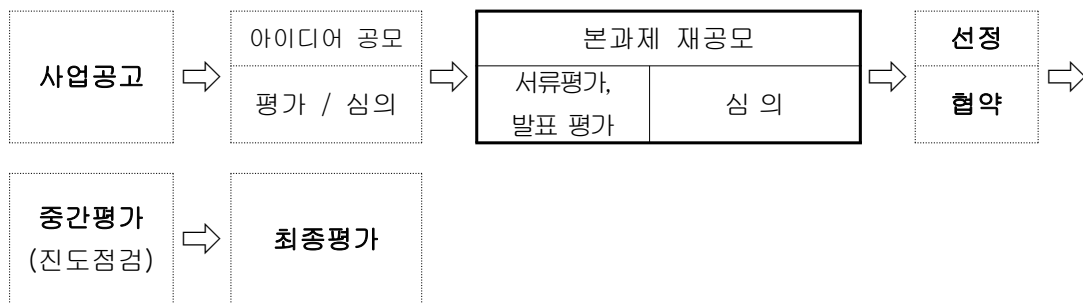 사업공고
아이디어 공모
평가 / 심의
본과제 재공모
서류평가,
발표 평가
심 의
선정
협약
중간평가
(진도점검)
최종평가